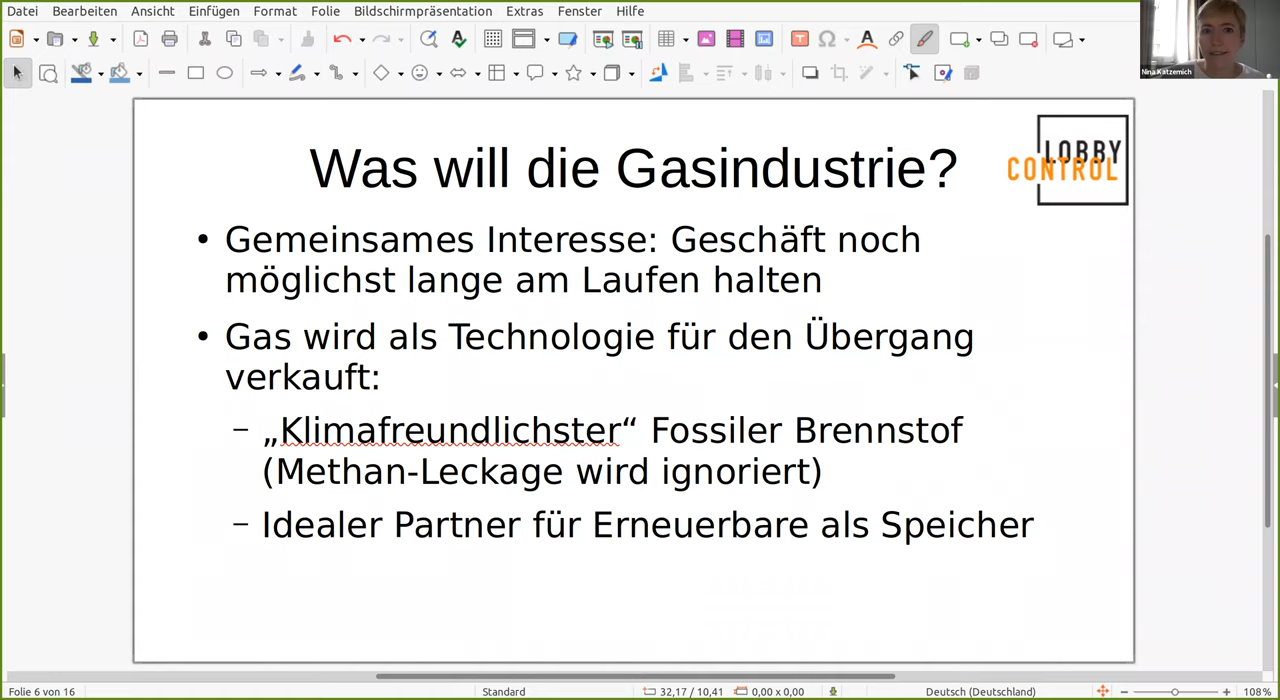 Datei Bearbeiten Ansicht Einfügen Format Folie Bildschirmpräsentation Extras Fenster Hilfe
Nina Katzemich
Was will die Gasindustrie?
LOBBY
CONTROL
• Gemeinsames Interesse: Geschäft noch
möglichst lange am Laufen halten
• Gas wird als Technologie für den Übergang
verkauft:
– „Klimafreundlichster“ Fossiler Brennstof
(Methan-Leckage wird ignoriert)
– Idealer Partner für Erneuerbare als Speicher
Folie 6 von 16 Standard 32,17 / 10,41 0,00 x 0,00 Deutsch (Deutschland) 108%